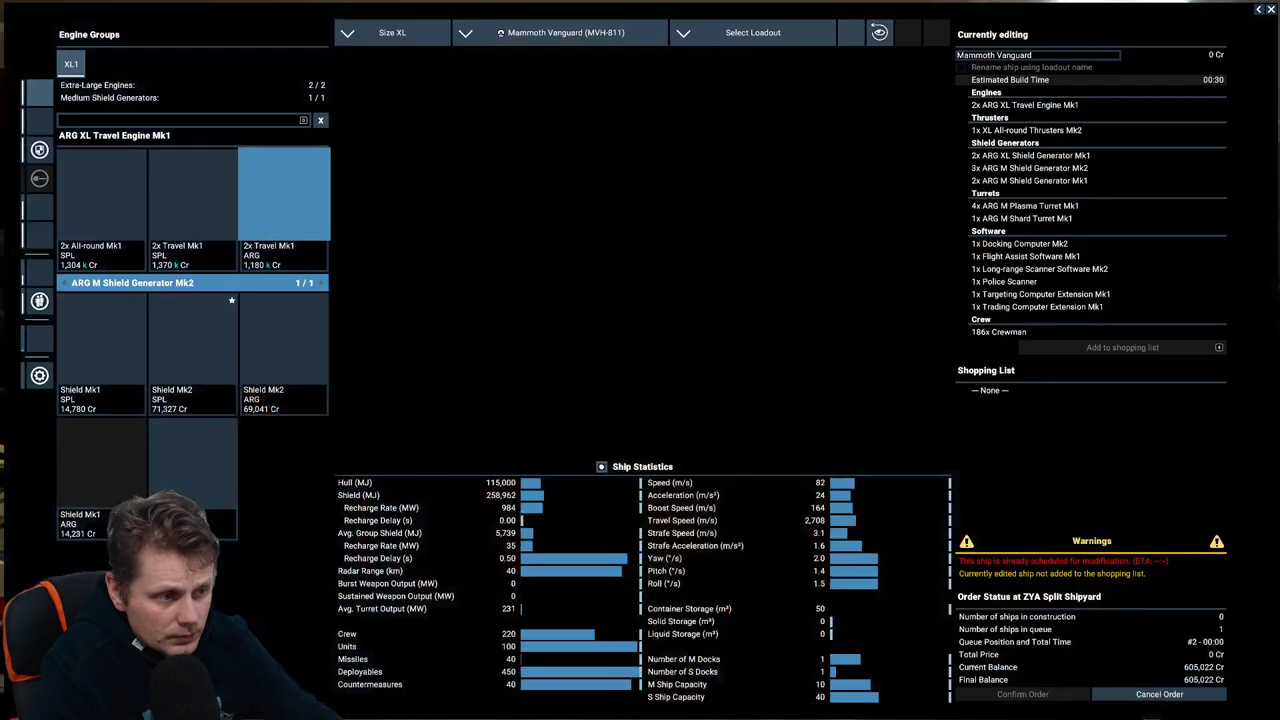 Engine Groups
XL1
Extra-Large Engines: 2 / 2
Medium Shield Generators: 1 / 1
x
ARG XL Travel Engine Mk1
2x All-round Mk1
SPL
1,304 k Cr
2x Travel Mk1
SPL
1,370 k Cr
2x Travel Mk1
ARG
1,180 k Cr
ARG M Shield Generator Mk2 1 / 1
Shield Mk1
SPL
14,780 Cr
Shield Mk2
SPL
71,327 Cr
Shield Mk2
ARG
69,041 Cr
Shield Mk1
ARG
14,231 Cr
Size XL
Mammoth Vanguard (MVH-811)
Select Loadout
Ship Statistics
Hull (MJ) 115,000
Shield (MJ) 258,962
Recharge Rate (MW) 984
Recharge Delay (s) 0.00
Avg. Group Shield (MJ) 5,739
Recharge Rate (MW) 35
Recharge Delay (s) 0.50
Radar Range (km) 40
Burst Weapon Output (MW) 0
Sustained Weapon Output (MW) 0
Avg. Turret Output (MW) 231
Crew 220
Units 100
Missiles 40
Deployables 450
Countermeasures 40
Speed (m/s) 82
Acceleration (m/s²) 24
Boost Speed (m/s) 164
Travel Speed (m/s) 2,708
Strafe Speed (m/s) 3.1
Strafe Acceleration (m/s²) 1.6
Yaw (°/s) 2.0
Pitch (°/s) 1.4
Roll (°/s) 1.5
Container Storage (m³) 50
Solid Storage (m³) 0
Liquid Storage (m³) 0
Number of M Docks 1
Number of S Docks 1
M Ship Capacity 10
S Ship Capacity 40
Currently editing
Mammoth Vanguard 0 Cr
Rename ship using loadout name
Estimated Build Time 00:30
Engines
2x ARG XL Travel Engine Mk1
Thrusters
1x XL All-round Thrusters Mk2
Shield Generators
2x ARG XL Shield Generator Mk1
3x ARG M Shield Generator Mk2
2x ARG M Shield Generator Mk1
Turrets
4x ARG M Plasma Turret Mk1
1x ARG M Shard Turret Mk1
Software
1x Docking Computer Mk2
1x Flight Assist Software Mk1
1x Long-range Scanner Software Mk2
1x Police Scanner
1x Targeting Computer Extension Mk1
1x Trading Computer Extension Mk1
Crew
186x Crewman
Add to shopping list
Shopping List
— None —
Warnings
This ship is already scheduled for modification. (ETA: --:--)
Currently edited ship not added to the shopping list.
Order Status at ZYA Split Shipyard
Number of ships in construction 0
Number of ships in queue 1
Queue Position and Total Time #2 - 00:00
Total Price 0 Cr
Current Balance 605,022 Cr
Final Balance 605,022 Cr
Confirm Order
Cancel Order